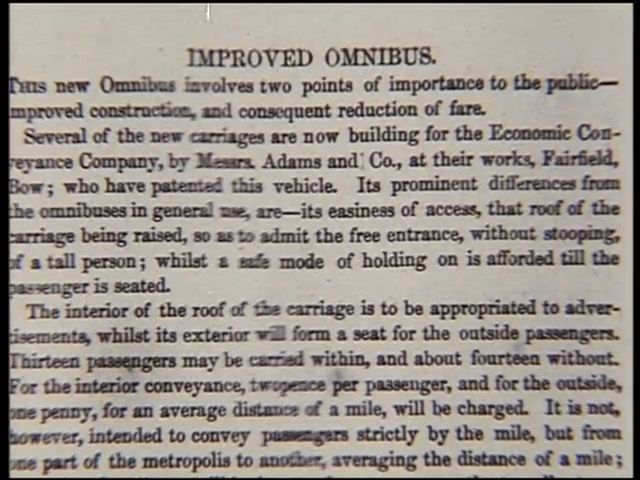 IMPROVED OMNIBUS.
THIS new Omnibus involves two points of importance to the public—
mproved construction, and consequent reduction of fare.
Several of the new carriages are now building for the Economic Con-
veyance Company, by Messrs. Adams and Co., at their works, Fairfield,
Bow; who have patented this vehicle. Its prominent differences from
the omnibuses in general use, are—its easiness of access, that roof of the
carriage being raised, so as to admit the free entrance, without stooping,
of a tall person; whilst a safe mode of holding on is afforded till the
passenger is seated.
The interior of the roof of the carriage is to be appropriated to adver-
tisements, whilst its exterior will form a seat for the outside passengers.
Thirteen passengers may be carried within, and about fourteen without.
For the interior conveyance, twopence per passenger, and for the outside,
one penny, for an average distance of a mile, will be charged. It is not,
however, intended to convey passengers strictly by the mile, but from
one part of the metropolis to another, averaging the distance of a mile;